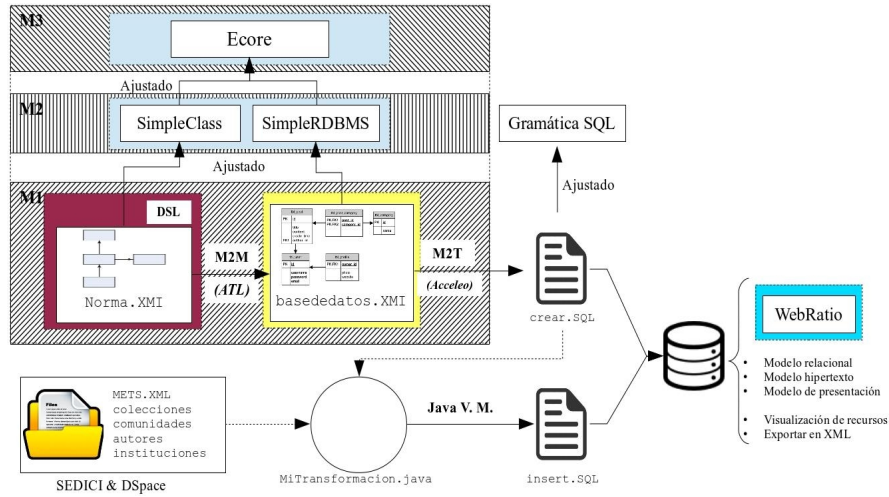 M3
Ecore
Ajustado
M2
SimpleClass
SimpleRDBMS
Gramática SQL
Ajustado
Ajustado
M1
DSL
M2M
(ATL)
M2T
(Acceleo)
Norma.XMI
basededatos.XMI
crear.SQL
WebRatio
• Modelo relacional
• Modelo hipertexto
• Modelo de presentación
• Visualización de recursos
• Exportar en XML
Files
METS.XML
colecciones
comunidades
autores
instituciones
SEDICI & DSpace
Java V. M.
MiTransformacion.java
insert.SQL